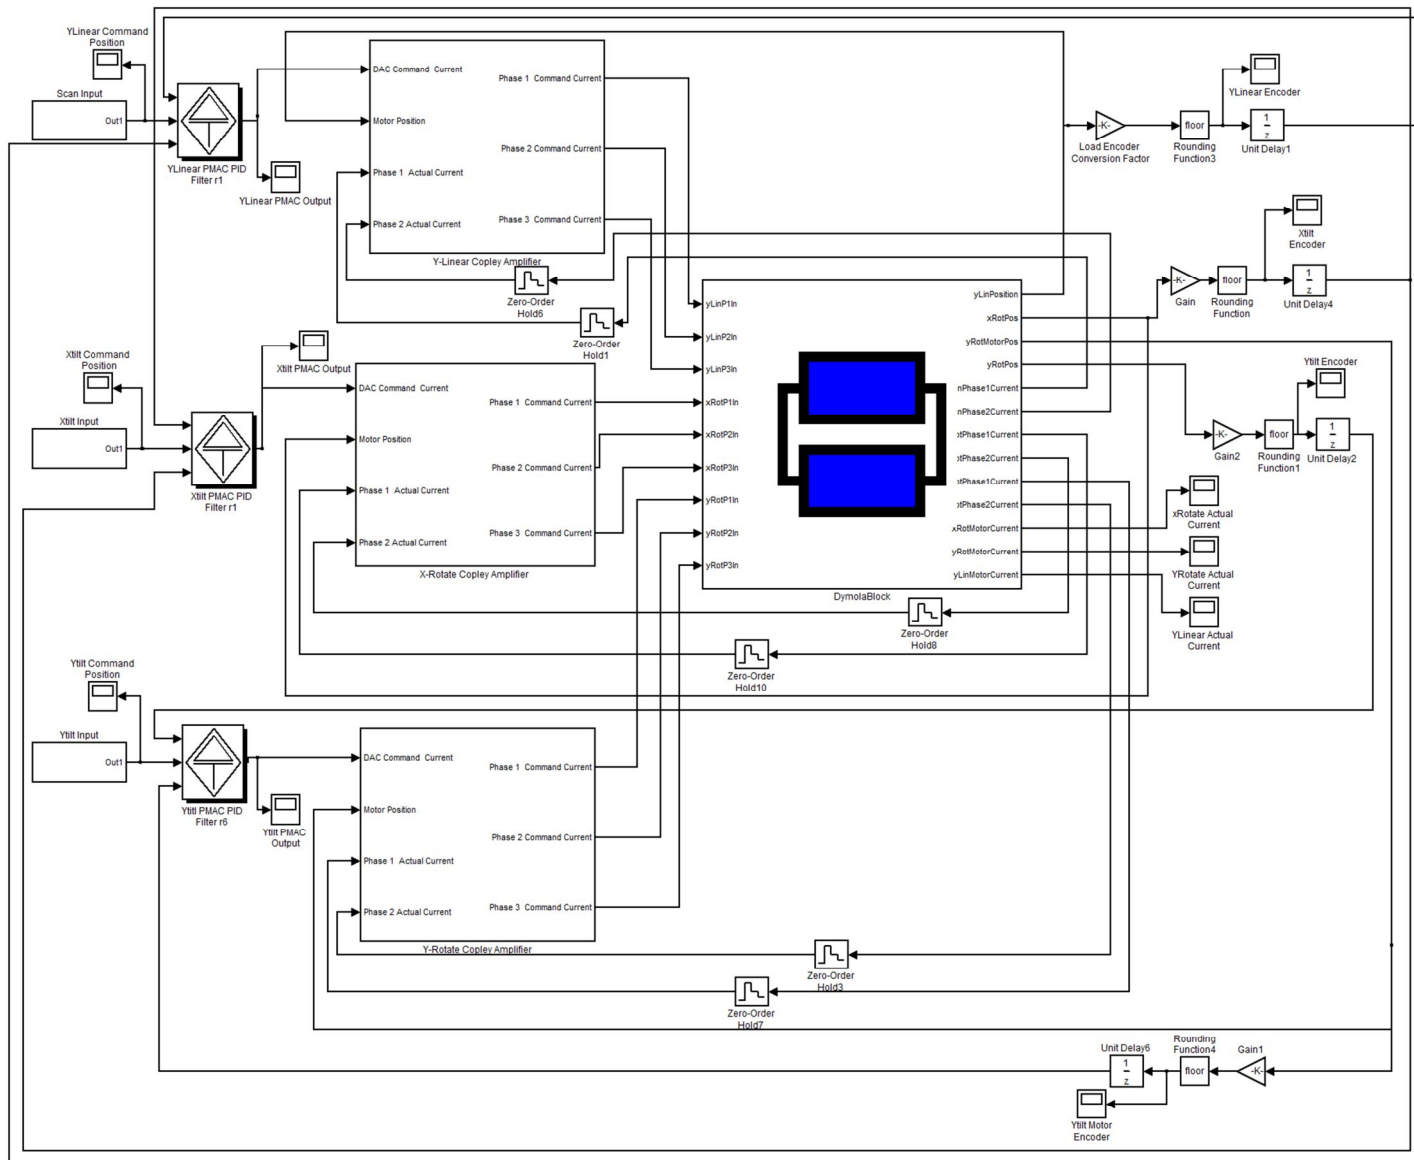 YLinear Command
Position
Scan Input
Out1
YLinear PMAC PID
Filter r1
YLinear PMAC Output
DAC Command Current
Motor Position
Phase 1 Actual Current
Phase 2 Actual Current
Phase 1 Command Current
Phase 2 Command Current
Phase 3 Command Current
Y-Linear Copley Amplifier
Zero-Order
Hold6
Zero-Order
Hold1
-K-
Load Encoder
Conversion Factor
floor
Rounding
Function3
YLinear Encoder
1
z
Unit Delay1
Xtilt
Encoder
-K-
Gain
floor
Rounding
Function
1
z
Unit Delay4
Xtilt Command
Position
Xtilt Input
Out1
Xtilt PMAC PID
Filter r1
Xtilt PMAC Output
DAC Command Current
Motor Position
Phase 1 Actual Current
Phase 2 Actual Current
Phase 1 Command Current
Phase 2 Command Current
Phase 3 Command Current
X-Rotate Copley Amplifier
yLinP1In
yLinP2In
yLinP3In
xRotP1In
xRotP2In
xRotP3In
yRotP1In
yRotP2In
yRotP3In
yLinPosition
xRotPos
yRotMotorPos
yRotPos
nPhase1Current
nPhase2Current
otPhase1Current
otPhase2Current
otPhase1Current
otPhase2Current
xRotMotorCurrent
yRotMotorCurrent
yLinMotorCurrent
DymolaBlock
Ytilt Encoder
-K-
Gain2
floor
Rounding
Function1
1
z
Unit Delay2
xRotate Actual
Current
YRotate Actual
Current
YLinear Actual
Current
Zero-Order
Hold8
Zero-Order
Hold10
Ytilt Command
Position
Ytilt Input
Out1
Ytitl PMAC PID
Filter r6
Ytilt PMAC
Output
DAC Command Current
Motor Position
Phase 1 Actual Current
Phase 2 Actual Current
Phase 1 Command Current
Phase 2 Command Current
Phase 3 Command Current
Y-Rotate Copley Amplifier
Zero-Order
Hold3
Zero-Order
Hold7
Unit Delay6
1
z
Rounding
Function4
floor
Gain1
-K-
Ytilt Motor
Encoder